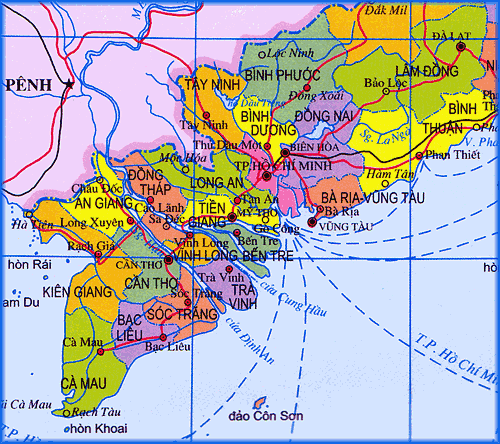 Đăk Mil
ĐÀ LẠT
Lộc Ninh
BÌNH PHƯỚC
LÂM ĐỒNG
PÊNH
TÂY NINH
Bảo Lộc
Đồng Xoài
BÌNH
THUẬN
Tây Ninh
BÌNH
DƯƠNG
ĐỒNG NAI
Sg. La Ngà
Thủ Dầu Một
BIÊN HÒA
Phan Thiết
Mộc Hóa
TP.HỒ CHÍ MINH
Hàm Tân
Châu Đốc
ĐỒNG
THÁP
LONG AN
AN GIANG
Cao Lãnh
TIỀN
GIANG
Tân An
MỸ THO
BÀ RỊA-VŨNG TÀU
Bà Rịa
Hà Tiên
Long Xuyên
Sa Đéc
Gò Công
VŨNG TÀU
Rạch Giá
Vĩnh Long
Bến Tre
hòn Rái
CẦN THƠ
VĨNH LONG
BẾN TRE
CẦN THƠ
Trà Vinh
KIÊN GIANG
Sóc Trăng
TRÀ
VINH
cửa Cung Hầu
SÓC TRĂNG
BẠC
LIÊU
cửa Định An
Cà Mau
Bạc Liêu
T.P. Hồ Chí M
CÀ MAU
Rạch Tàu
hòn Khoai
đảo Côn Sơn